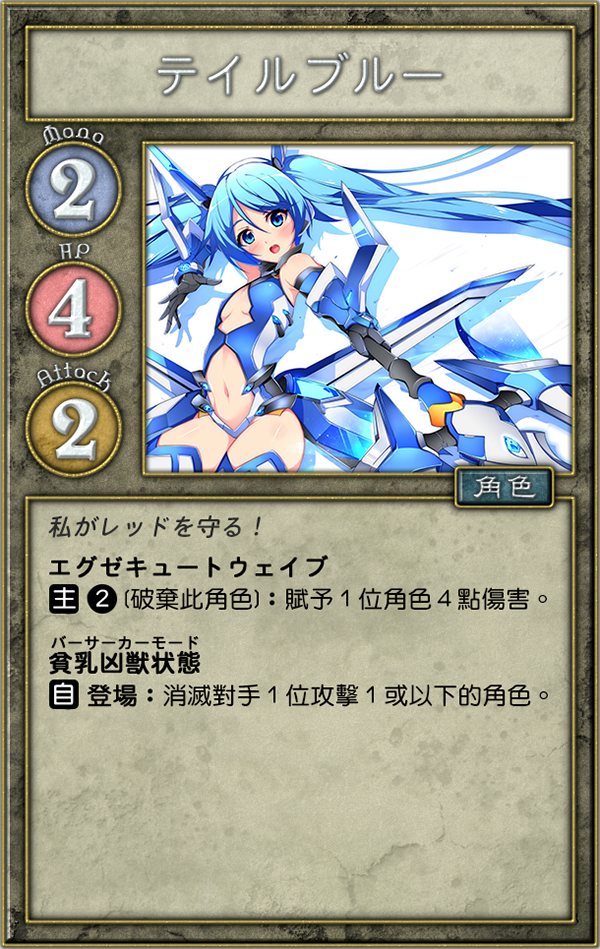 テイルブルー
Mana
2
HP
4
Attack
2
角色
私がレッドを守る！
エグゼキュートウェイブ
主 2 〔破棄此角色〕：賦予１位角色４點傷害。
バーサーカーモード
貧乳凶獣状態
自 登場：消滅對手１位攻擊１或以下的角色。